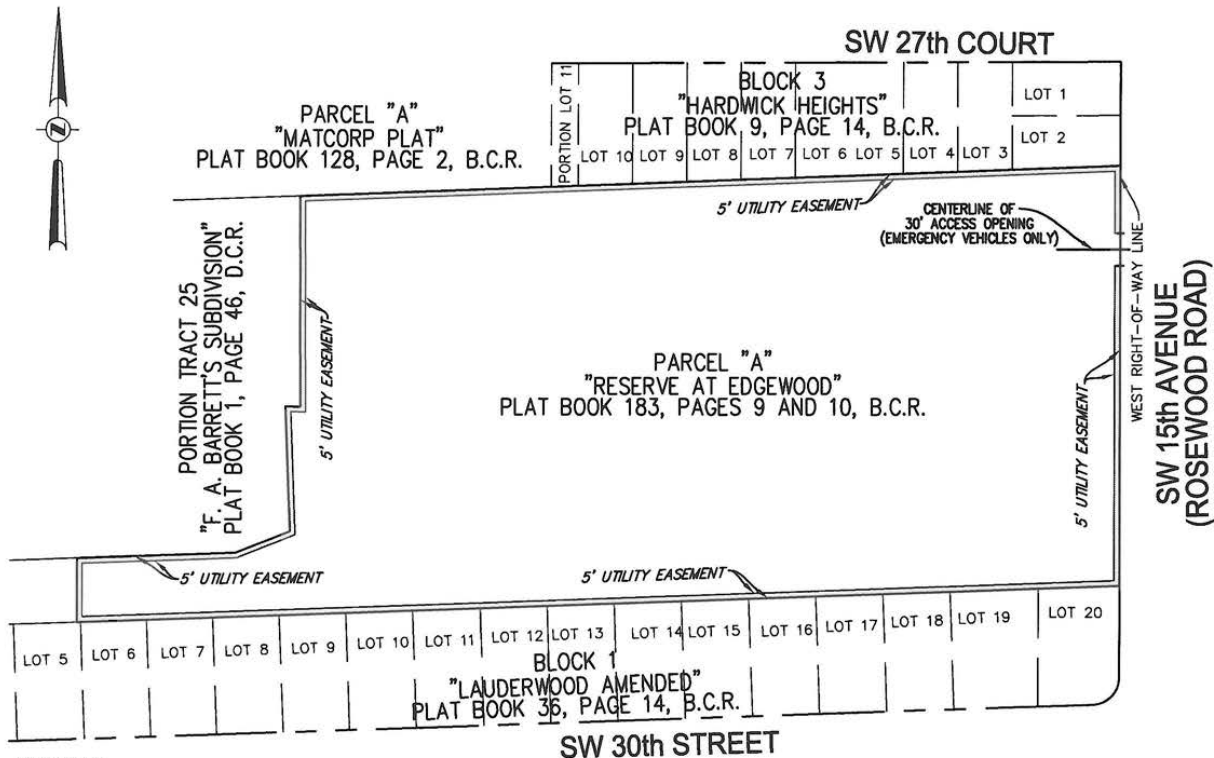 SW 27th COURT
PARCEL "A"
"MATCORP PLAT"
PLAT BOOK 128, PAGE 2, B.C.R.
PORTION LOT 11
BLOCK 3
"HARDWICK HEIGHTS"
PLAT BOOK 9, PAGE 14, B.C.R.
LOT 1
LOT 2
LOT 10
LOT 9
LOT 8
LOT 7
LOT 6
LOT 5
LOT 4
LOT 3
5' UTILITY EASEMENT
CENTERLINE OF
30' ACCESS OPENING
(EMERGENCY VEHICLES ONLY)
WEST RIGHT-OF-WAY LINE
SW 15th AVENUE
(ROSEWOOD ROAD)
PORTION TRACT 25
"F. A. BARRETT'S SUBDIVISION"
PLAT BOOK 1, PAGE 46, D.C.R.
5' UTILITY EASEMENT
PARCEL "A"
"RESERVE AT EDGEWOOD"
PLAT BOOK 183, PAGES 9 AND 10, B.C.R.
5' UTILITY EASEMENT
5' UTILITY EASEMENT
5' UTILITY EASEMENT
LOT 5
LOT 6
LOT 7
LOT 8
LOT 9
LOT 10
LOT 11
LOT 12
LOT 13
LOT 14
LOT 15
LOT 16
LOT 17
LOT 18
LOT 19
LOT 20
BLOCK 1
"LAUDERWOOD AMENDED"
PLAT BOOK 36, PAGE 14, B.C.R.
SW 30th STREET